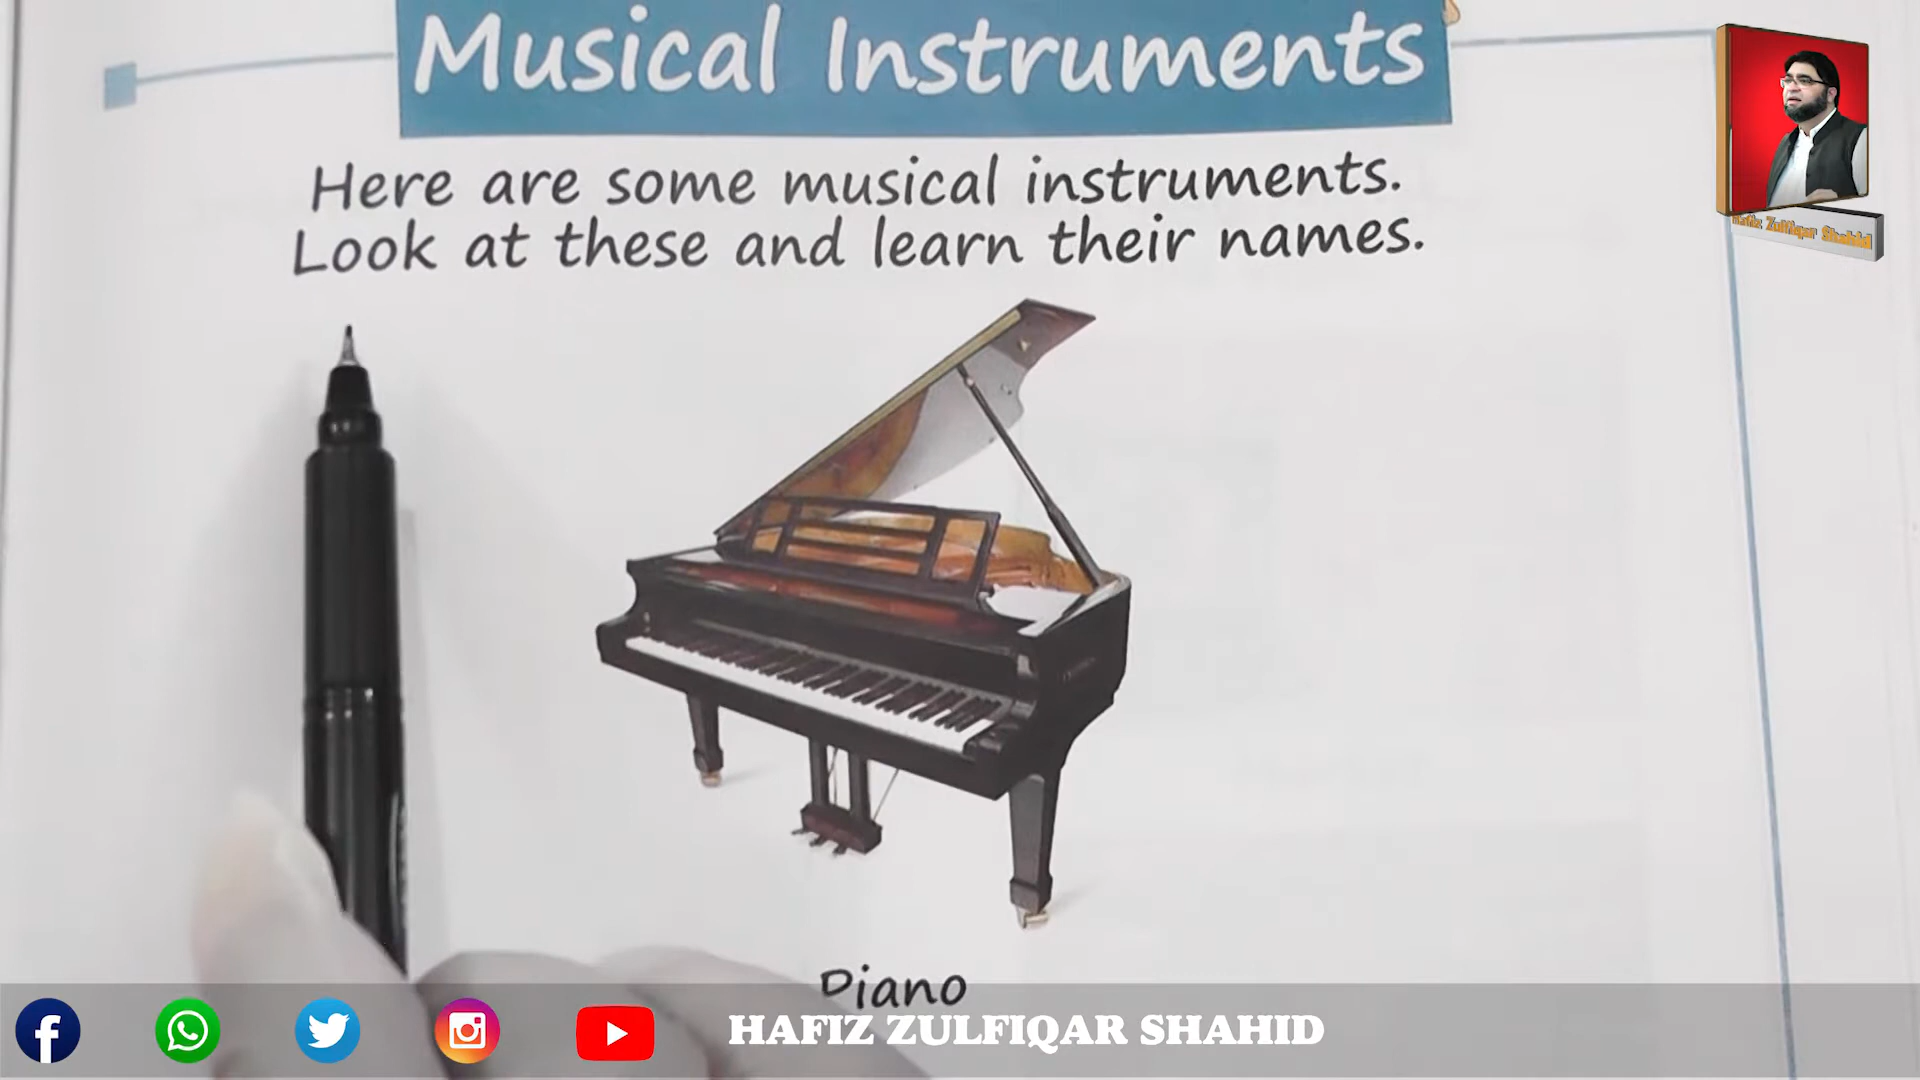 Musical Instruments
Here are some musical instruments.
Look at these and learn their names.
Hafiz Zulfiqar Shahid
Piano
HAFIZ ZULFIQAR SHAHID